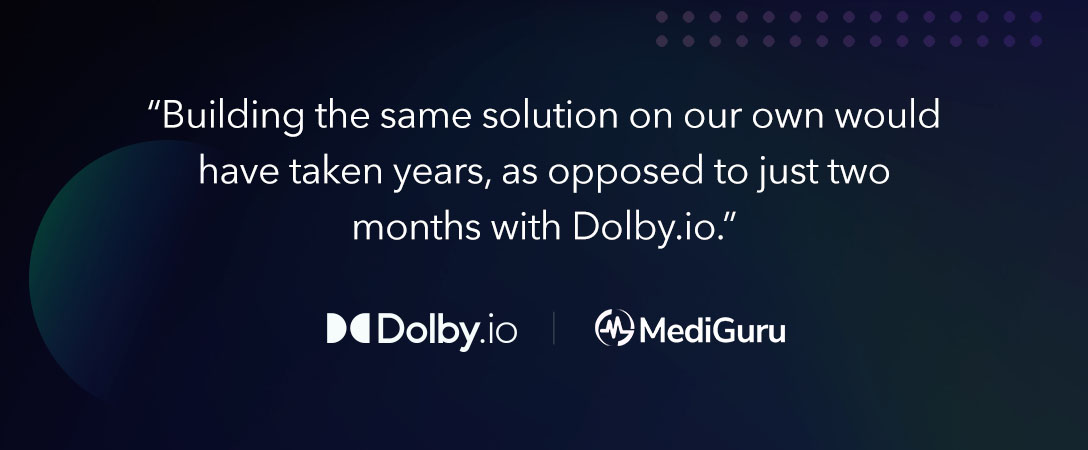 “Building the same solution on our own would
have taken years, as opposed to just two
months with Dolby.io.”
Dolby.io | MediGuru